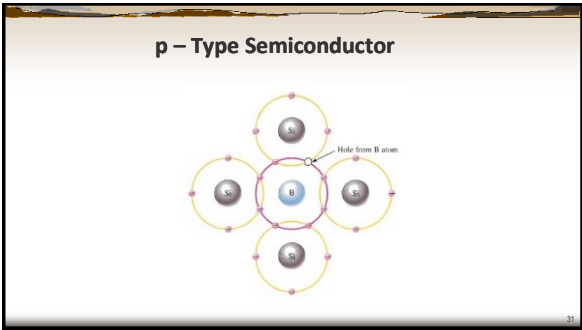 p – Type Semiconductor
Si
Hole from B atom
Si
B
Si
Si
31